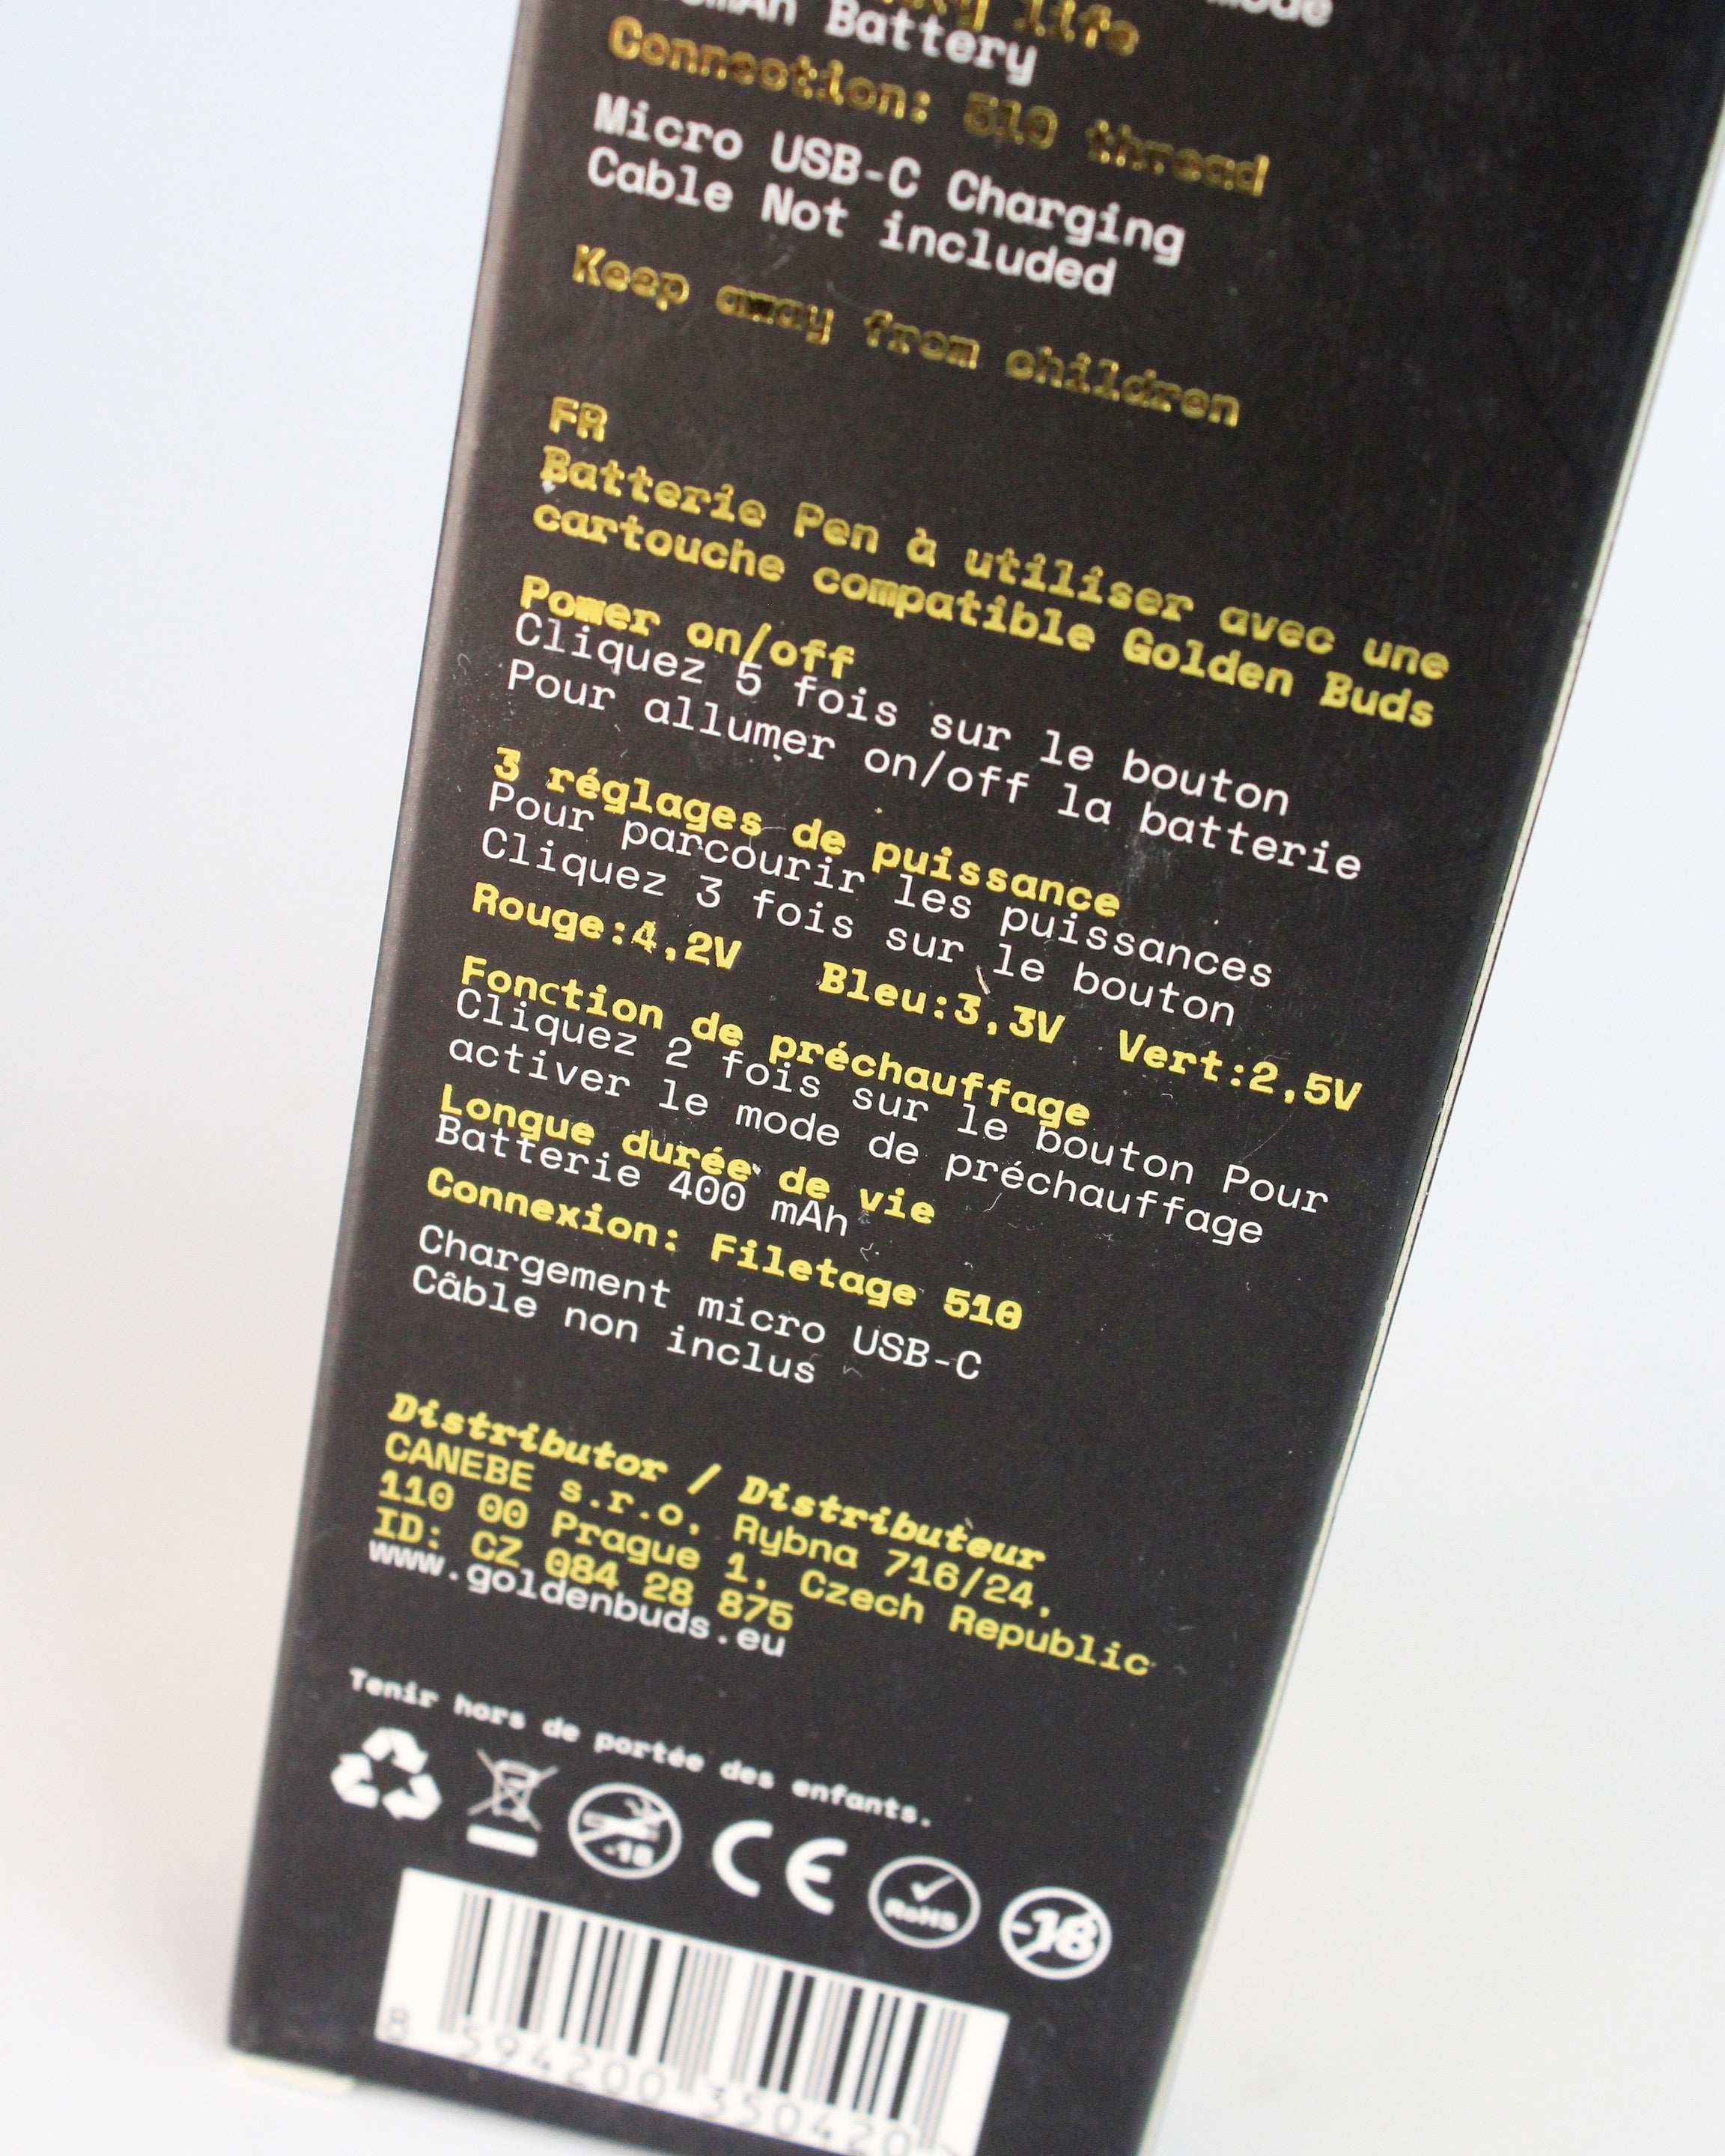 mode
life
Battery
Connection: 510 thread
Micro USB-C Charging
Cable Not included
Keep away from children
FR
Batterie Pen à utiliser avec une
cartouche compatible Golden Buds
Power on/off
Cliquez 5 fois sur le bouton
Pour allumer on/off la batterie
3 réglages de puissance
Pour parcourir les puissances
Cliquez 3 fois sur le bouton
Rouge:4,2V Bleu:3,3V Vert:2,5V
Fonction de préchauffage
Cliquez 2 fois sur le bouton Pour
activer le mode de préchauffage
Longue durée de vie
Batterie 400 mAh
Connexion: Filetage 510
Chargement micro USB-C
Câble non inclus
Distributor / Distributeur
CANEBE s.r.o, Rybna 716/24,
110 00 Prague 1, Czech Republic
ID: CZ 084 28 875
www.goldenbuds.eu
Tenir hors de portée des enfants.
-18
CE
RoHS
-18
8 594200 350420